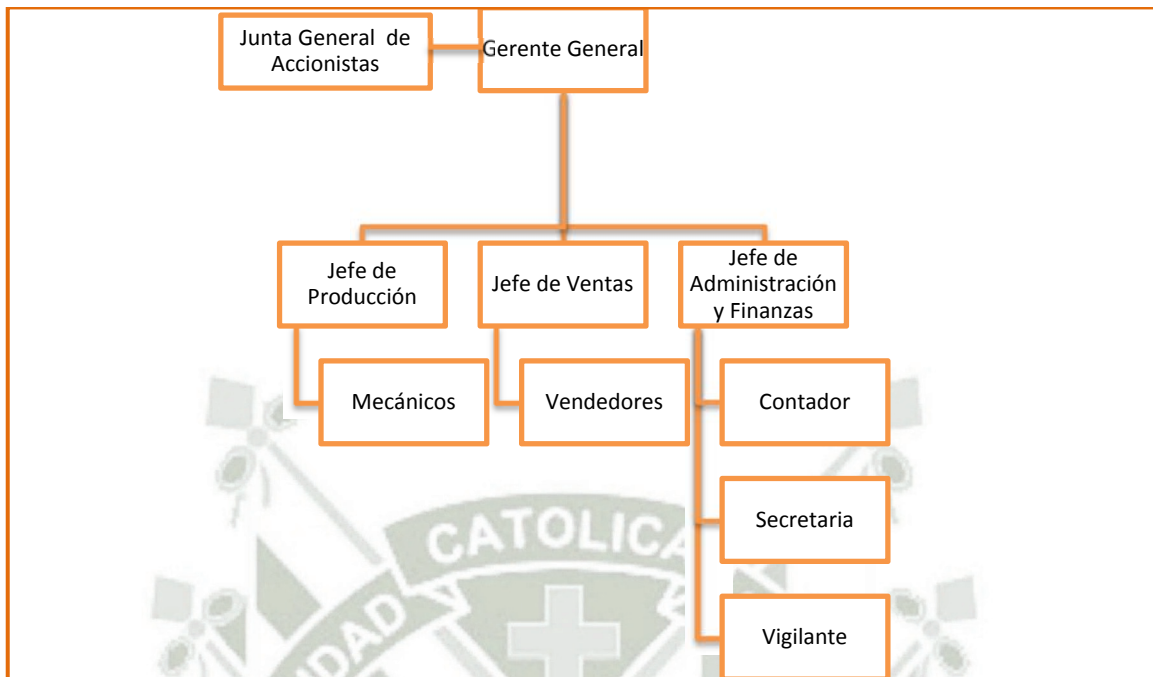 Junta General de
Accionistas
Gerente General
Jefe de
Producción
Jefe de Ventas
Jefe de
Administración
y Finanzas
Mecánicos
Vendedores
Contador
Secretaria
Vigilante
CATOLICA
IDAD